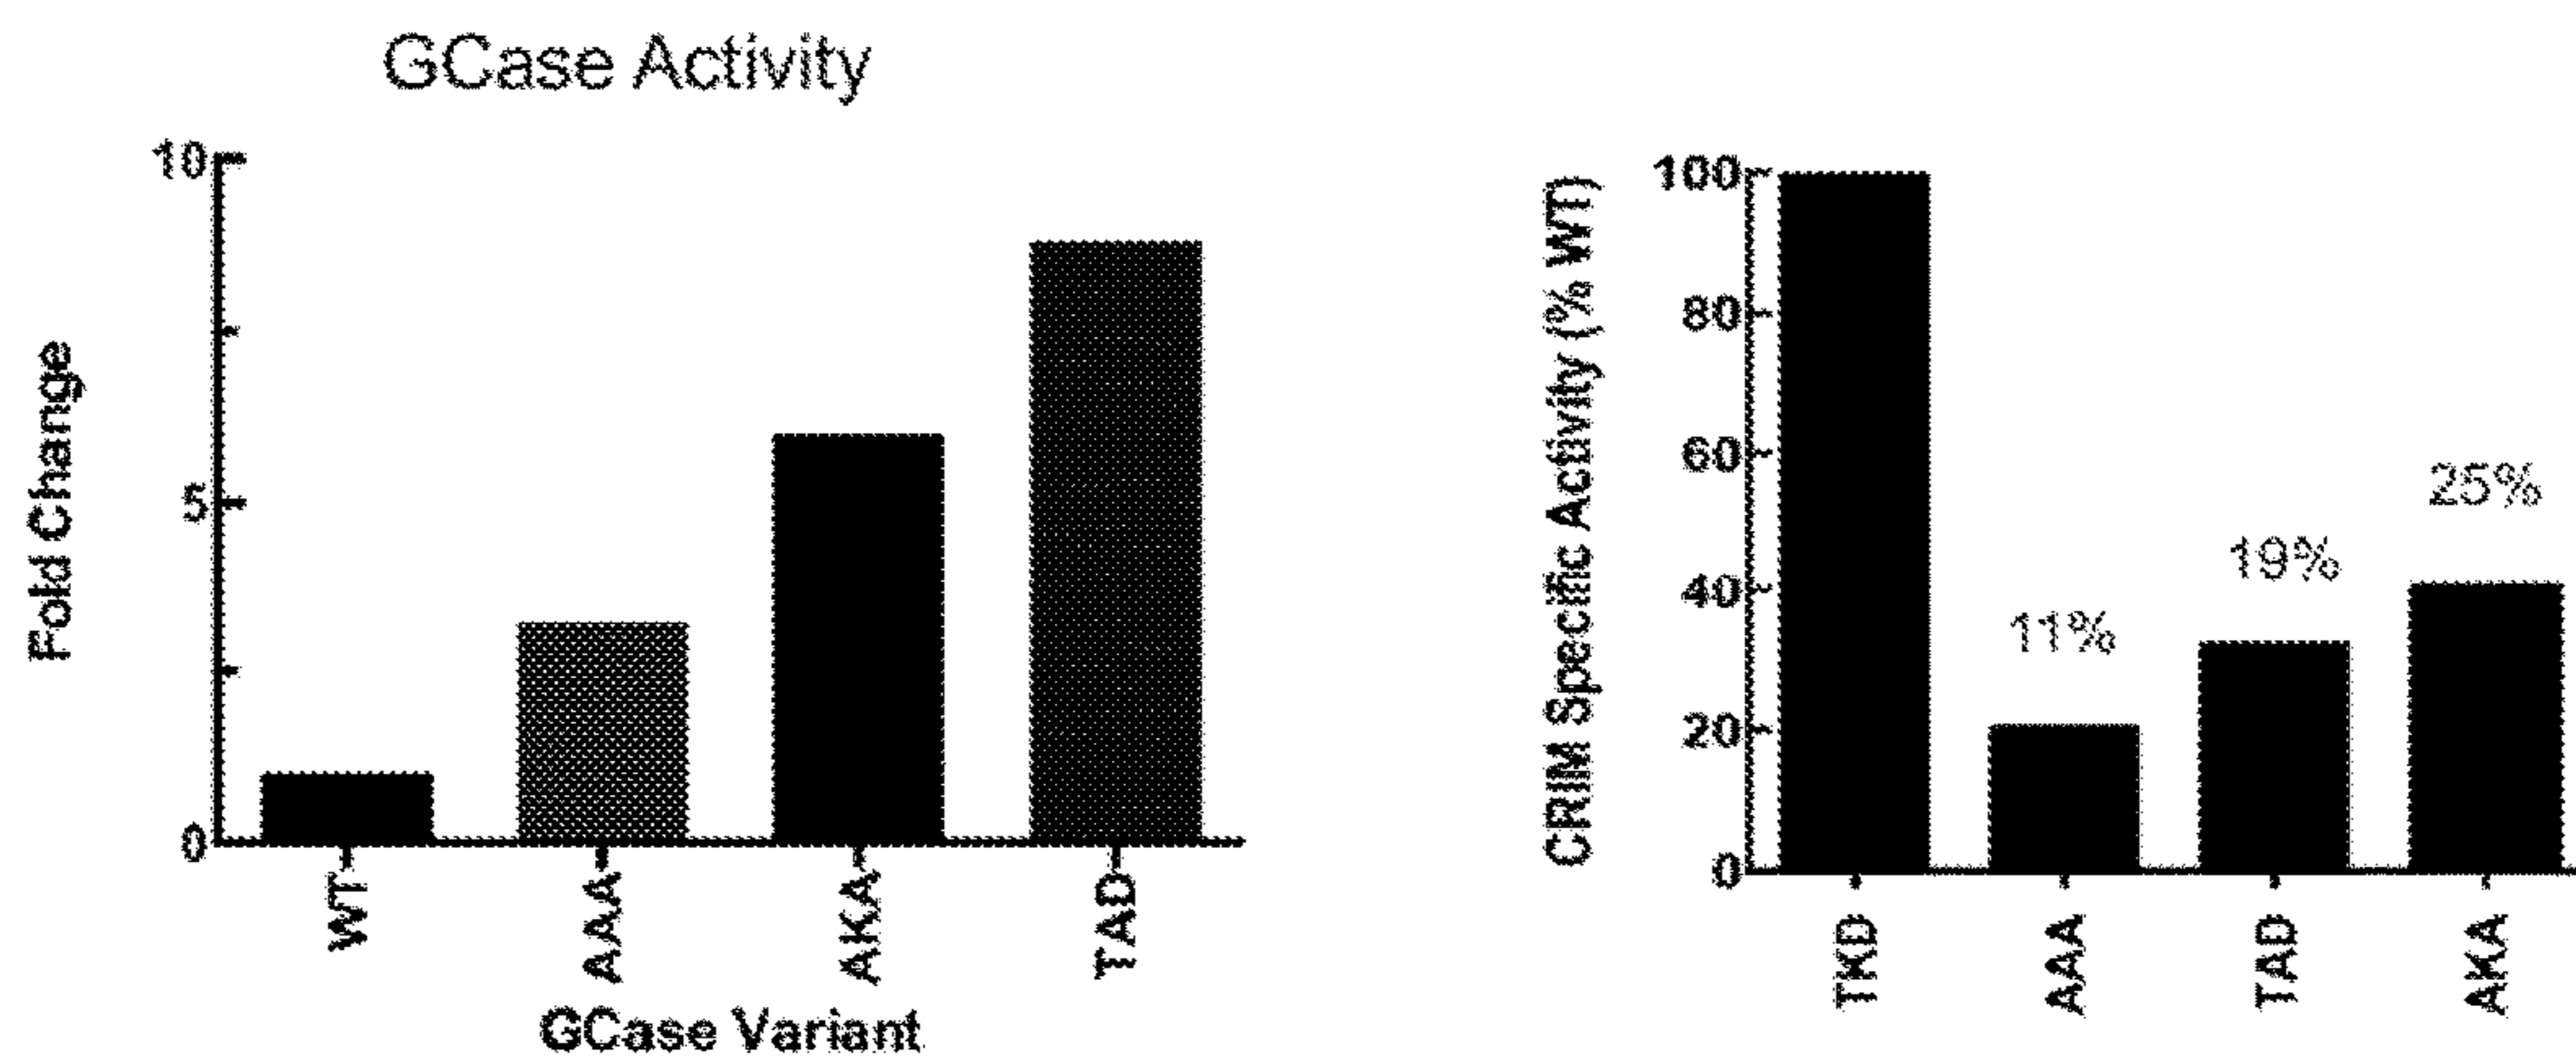 GCase Activity
Fold Change
10
5
0
WT
AAA
AKA
TAD
GCase Variant
CRIM Specific Activity (% WT)
100
80
60
40
20
0
11%
19%
25%
TKD
AAA
TAD
AKA